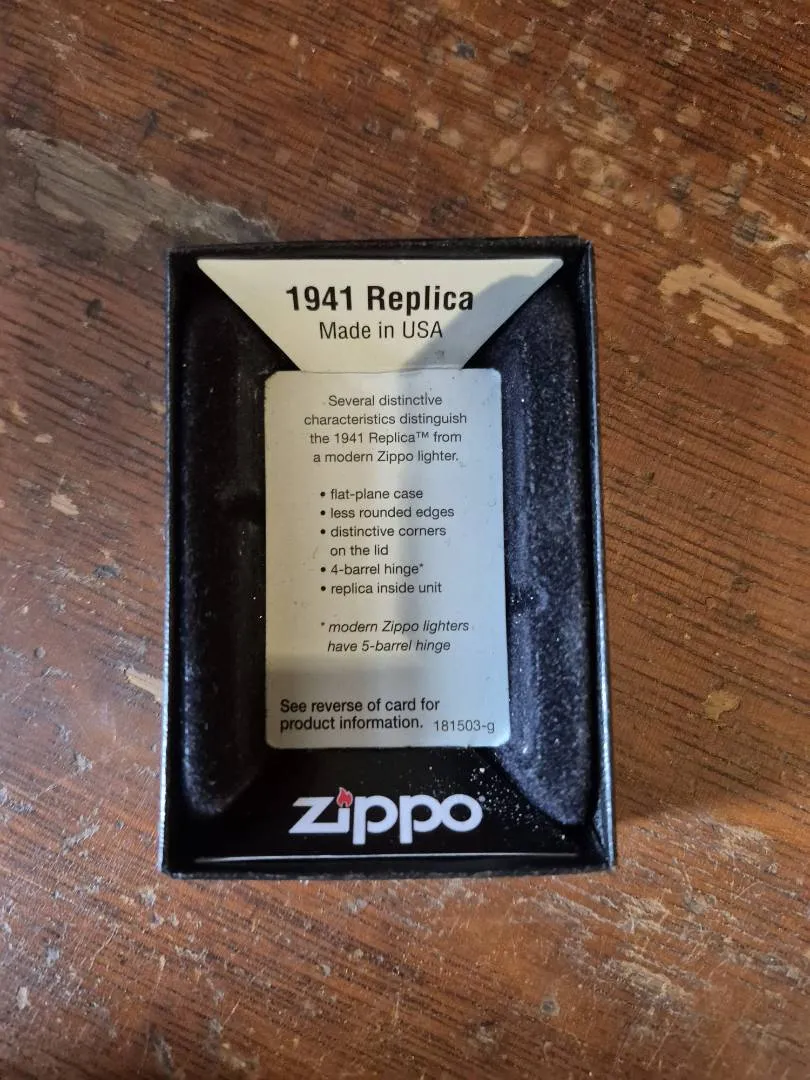 1941 Replica
Made in USA
Several distinctive
characteristics distinguish
the 1941 Replica™ from
a modern Zippo lighter.
• flat-plane case
• less rounded edges
• distinctive corners
on the lid
• 4-barrel hinge*
• replica inside unit
* modern Zippo lighters
have 5-barrel hinge
See reverse of card for
product information. 181503-g
zippo